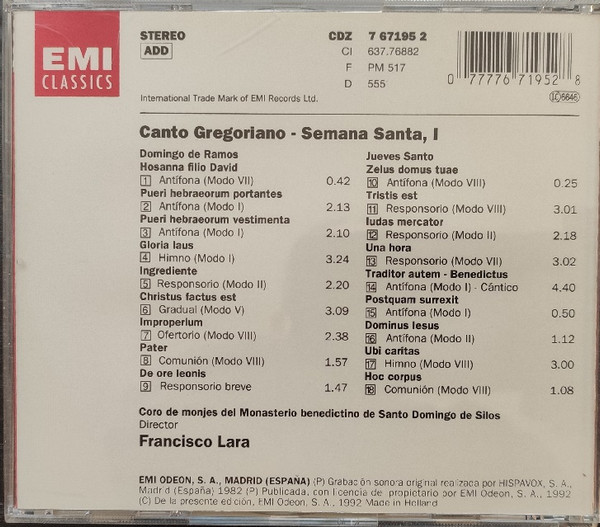 EMI
CLASSICS
STEREO
ADD
CDZ 7 67195 2
CI 637.76882
F PM 517
D 555
0 77776 71952 8
6646
International Trade Mark of EMI Records Ltd.
Canto Gregoriano - Semana Santa, I
Domingo de Ramos
Hosanna filio David
1 Antífona (Modo VII) 0.42
Pueri hebraeorum portantes
2 Antífona (Modo I) 2.13
Pueri hebraeorum vestimenta
3 Antífona (Modo I) 2.10
Gloria laus
4 Himno (Modo I) 3.24
Ingrediente
5 Responsorio (Modo II) 2.20
Christus factus est
6 Gradual (Modo V) 3.09
Improperium
7 Ofertorio (Modo VIII) 2.38
Pater
8 Comunión (Modo VIII) 1.57
De ore leonis
9 Responsorio breve 1.47
Jueves Santo
Zelus domus tuae
10 Antífona (Modo VIII) 0.25
Tristis est
11 Responsorio (Modo VIII) 3.01
Iudas mercator
12 Responsorio (Modo II) 2.18
Una hora
13 Responsorio (Modo VII) 3.02
Traditor autem - Benedictus
14 Antífona (Modo I) - Cántico 4.40
Postquam surrexit
15 Antífona (Modo I) 0.50
Dominus Iesus
16 Antífona (Modo II) 1.12
Ubi caritas
17 Himno (Modo VIII) 3.00
Hoc corpus
18 Comunión (Modo VIII) 1.08
Coro de monjes del Monasterio benedictino de Santo Domingo de Silos
Director
Francisco Lara
EMI ODEON, S. A., MADRID (ESPAÑA) (P) Grabación sonora original realizada por HISPAVOX, S. A.,
Madrid (España) 1982 (P) Publicada, con licencia del propietario por EMI Odeon, S. A., 1992
(C) De la presente edición, EMI Odeon, S. A., 1992 Made in Holland